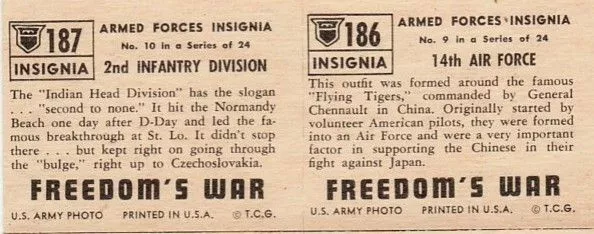 187
INSIGNIA
ARMED FORCES INSIGNIA
No. 10 in a Series of 24
2nd INFANTRY DIVISION
The "Indian Head Division" has the slogan
. . . "second to none." It hit the Normandy
Beach one day after D-Day and led the fa-
mous breakthrough at St. Lo. It didn't stop
there . . . but kept right on going through
the "bulge," right up to Czechoslovakia.
FREEDOM'S WAR
U.S. ARMY PHOTO PRINTED IN U.S.A. © T.C.G.
186
INSIGNIA
ARMED FORCES INSIGNIA
No. 9 in a Series of 24
14th AIR FORCE
This outfit was formed around the famous
"Flying Tigers," commanded by General
Chennault in China. Originally started by
volunteer American pilots, they were formed
into an Air Force and were a very important
factor in supporting the Chinese in their
fight against Japan.
FREEDOM'S WAR
U.S. ARMY PHOTO PRINTED IN U.S.A. © T.C.G.